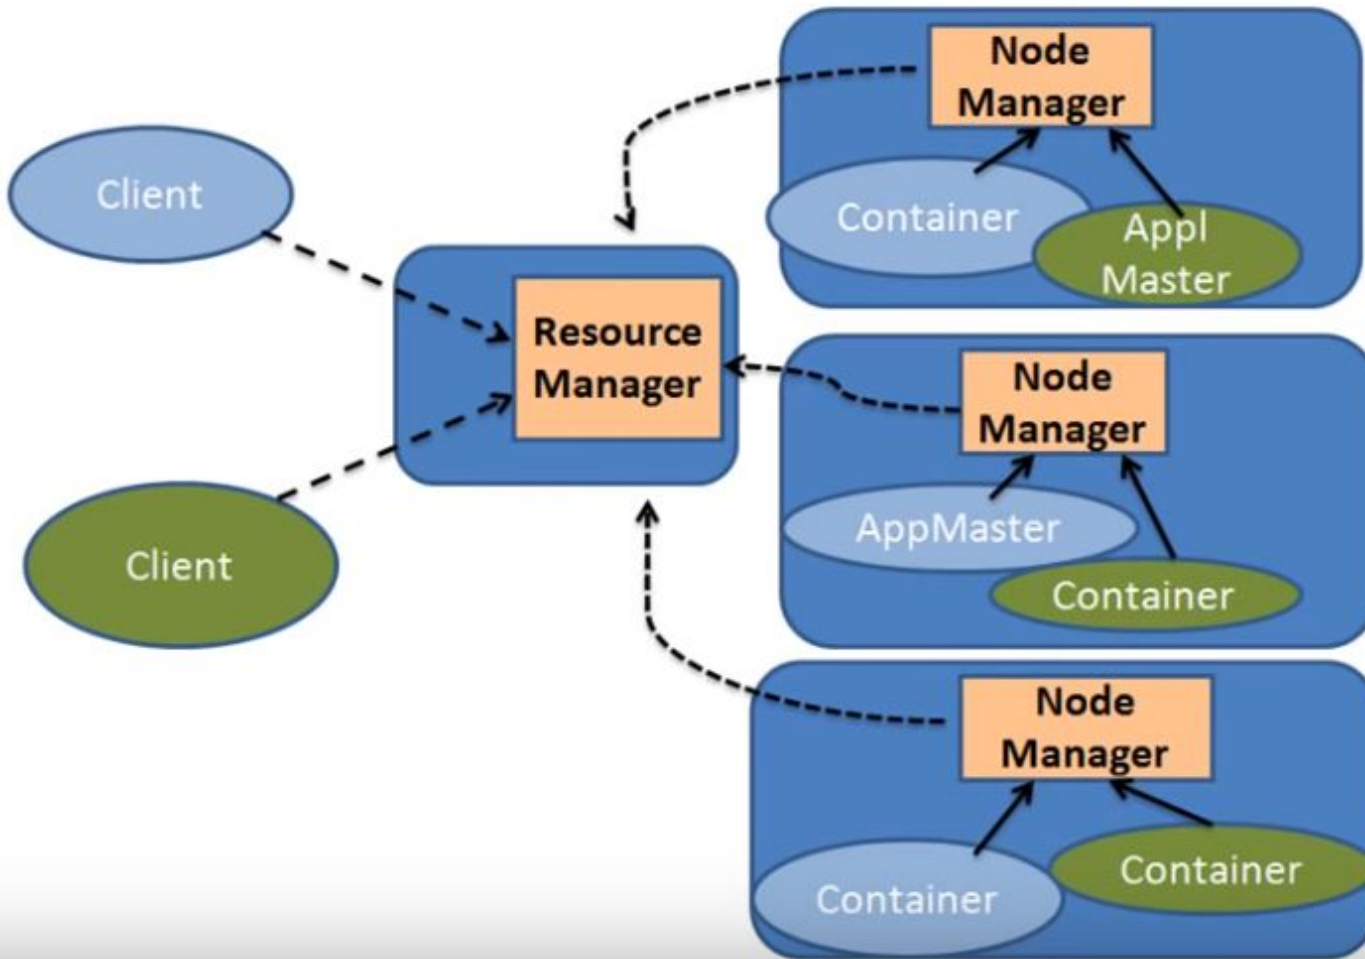 Client
Client
Resource
Manager
Node
Manager
Container
Appl
Master
Node
Manager
AppMaster
Container
Node
Manager
Container
Container